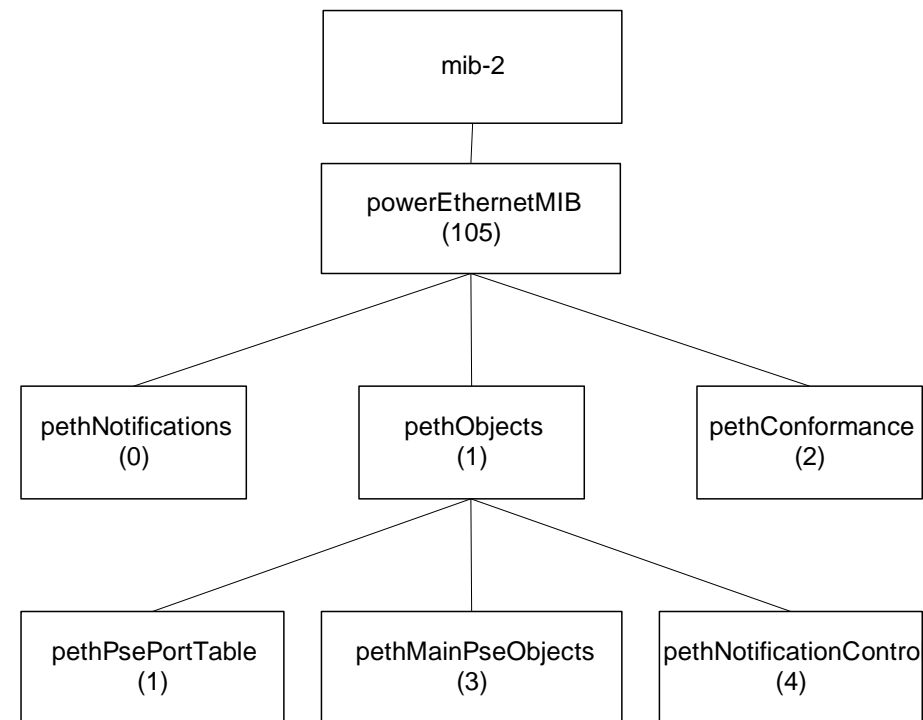 mib-2
powerEthernetMIB
(105)
pethNotifications
(0)
pethObjects
(1)
pethConformance
(2)
pethPsePortTable
(1)
pethMainPseObjects
(3)
pethNotificationContro
(4)